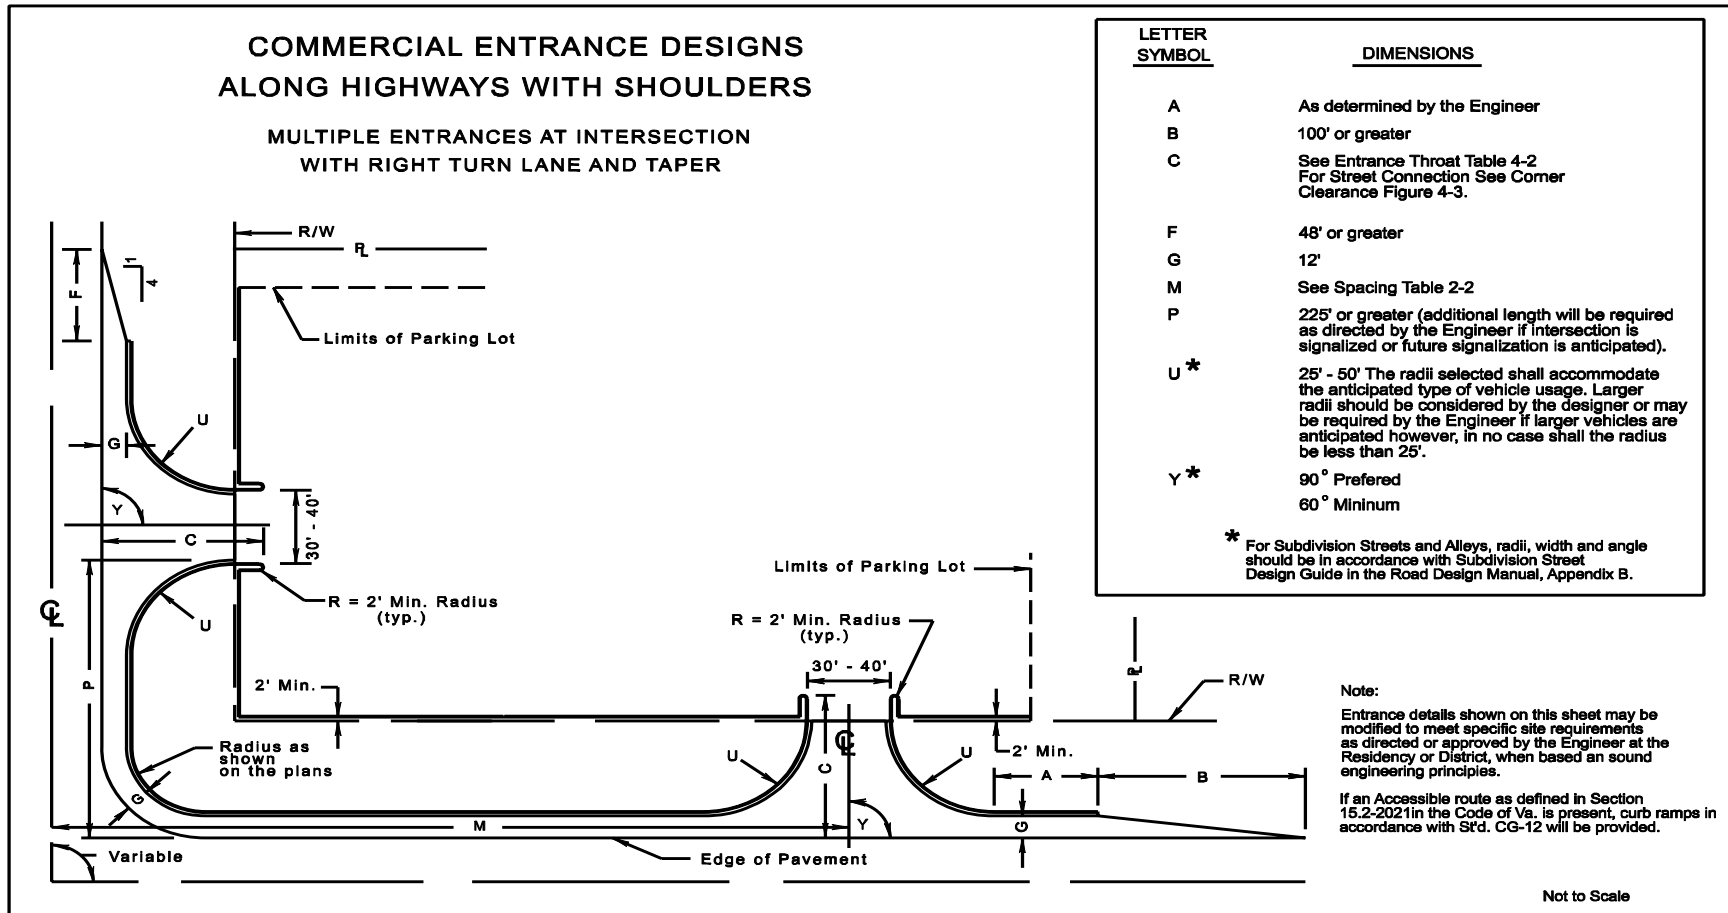 COMMERCIAL ENTRANCE DESIGNS
ALONG HIGHWAYS WITH SHOULDERS
MULTIPLE ENTRANCES AT INTERSECTION
WITH RIGHT TURN LANE AND TAPER
R/W
PL
1
4
F
Limits of Parking Lot
U
G
Y
C
30' - 40'
R = 2' Min. Radius
(typ.)
U
CL
P
2' Min.
Radius as
shown
on the plans
G
M
Variable
Edge of Pavement
Limits of Parking Lot
R = 2' Min. Radius
(typ.)
30' - 40'
CL
C
U
U
Y
2' Min.
A
B
G
PL
R/W
LETTER
SYMBOL
DIMENSIONS
A As determined by the Engineer
B 100' or greater
C See Entrance Throat Table 4-2
For Street Connection See Corner
Clearance Figure 4-3.
F 48' or greater
G 12'
M See Spacing Table 2-2
P 225' or greater (additional length will be required
as directed by the Engineer if intersection is
signalized or future signalization is anticipated).
U * 25' - 50' The radii selected shall accommodate
the anticipated type of vehicle usage. Larger
radii should be considered by the designer or may
be required by the Engineer if larger vehicles are
anticipated however, in no case shall the radius
be less than 25'.
Y * 90° Prefered
60° Mininum
* For Subdivision Streets and Alleys, radii, width and angle
should be in accordance with Subdivision Street
Design Guide in the Road Design Manual, Appendix B.
Note:
Entrance details shown on this sheet may be
modified to meet specific site requirements
as directed or approved by the Engineer at the
Residency or District, when based an sound
engineering principles.
If an Accessible route as defined in Section
15.2-2021in the Code of Va. is present, curb ramps in
accordance with St'd. CG-12 will be provided.
Not to Scale